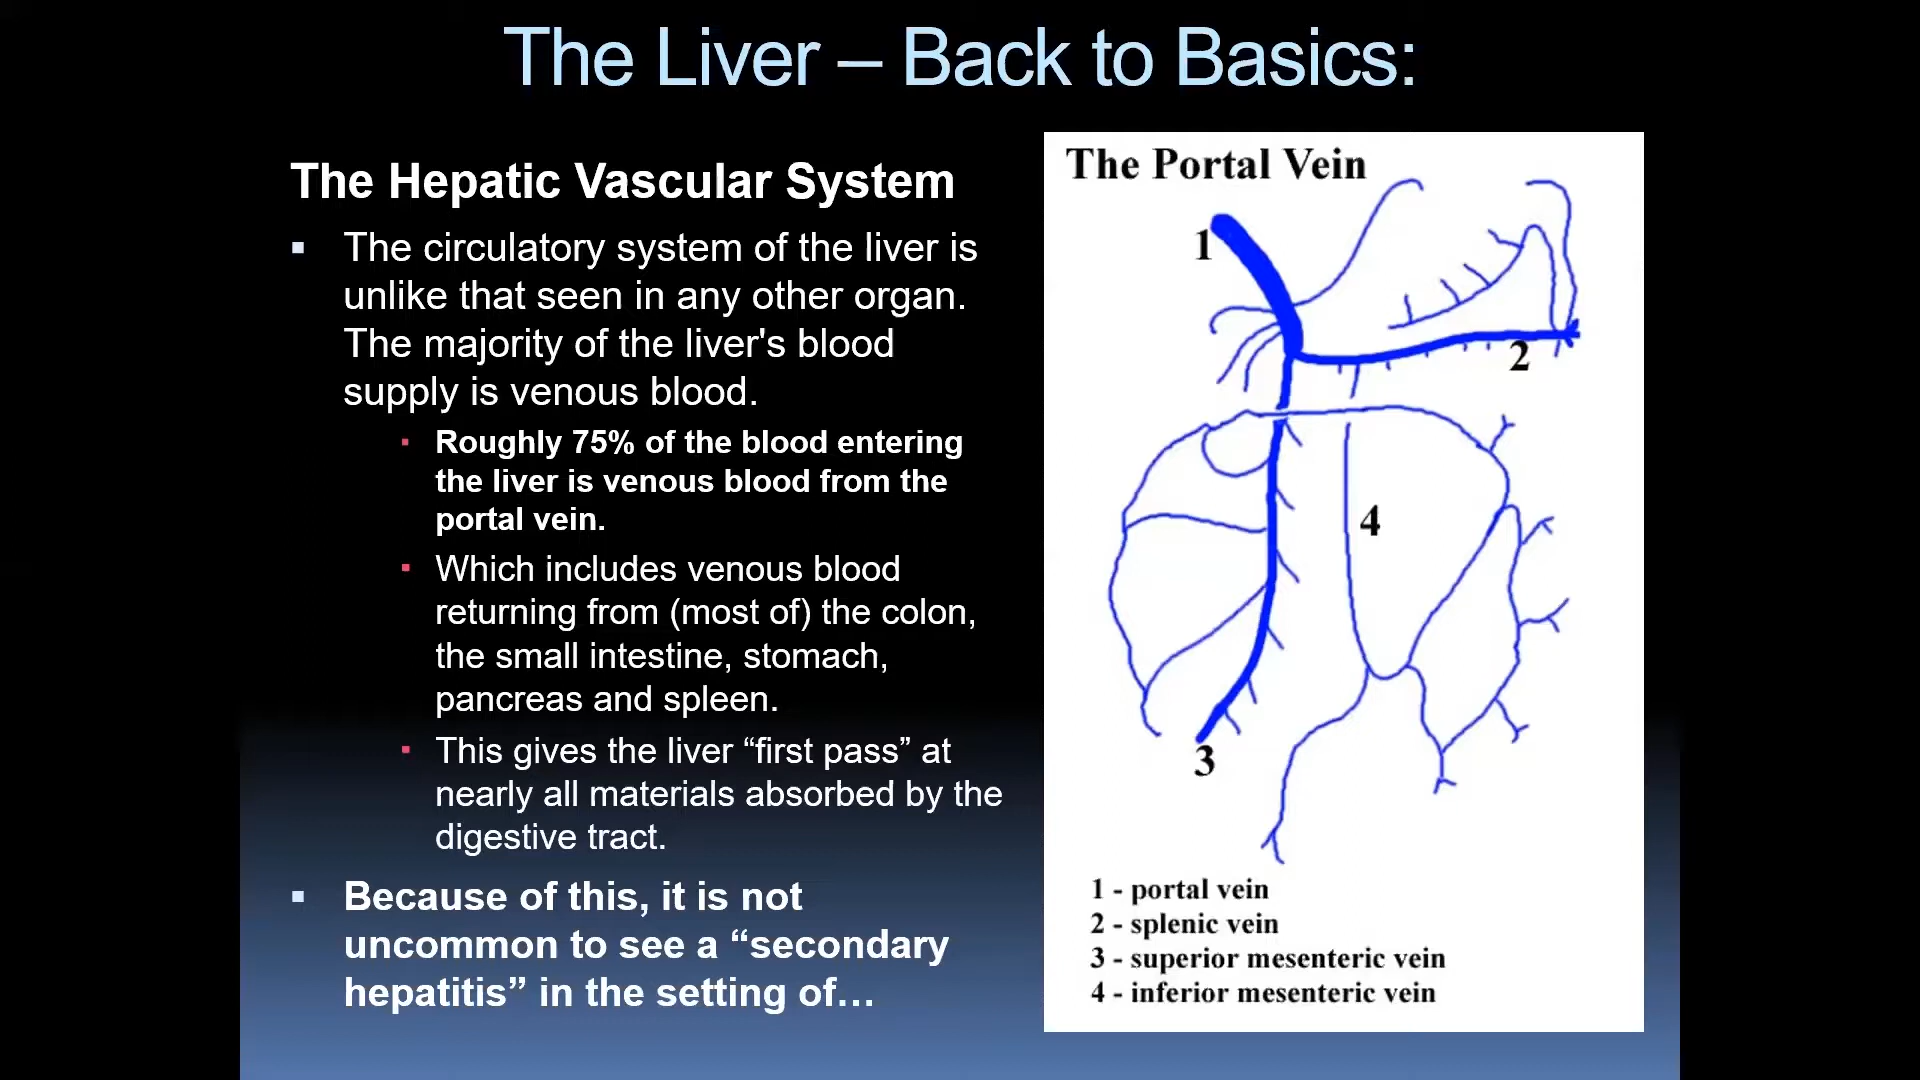 The Liver – Back to Basics:
The Hepatic Vascular System
The circulatory system of the liver is
unlike that seen in any other organ.
The majority of the liver's blood
supply is venous blood.
Roughly 75% of the blood entering
the liver is venous blood from the
portal vein.
Which includes venous blood
returning from (most of) the colon,
the small intestine, stomach,
pancreas and spleen.
This gives the liver “first pass” at
nearly all materials absorbed by the
digestive tract.
Because of this, it is not
uncommon to see a “secondary
hepatitis” in the setting of…
The Portal Vein
1
2
4
3
1 - portal vein
2 - splenic vein
3 - superior mesenteric vein
4 - inferior mesenteric vein